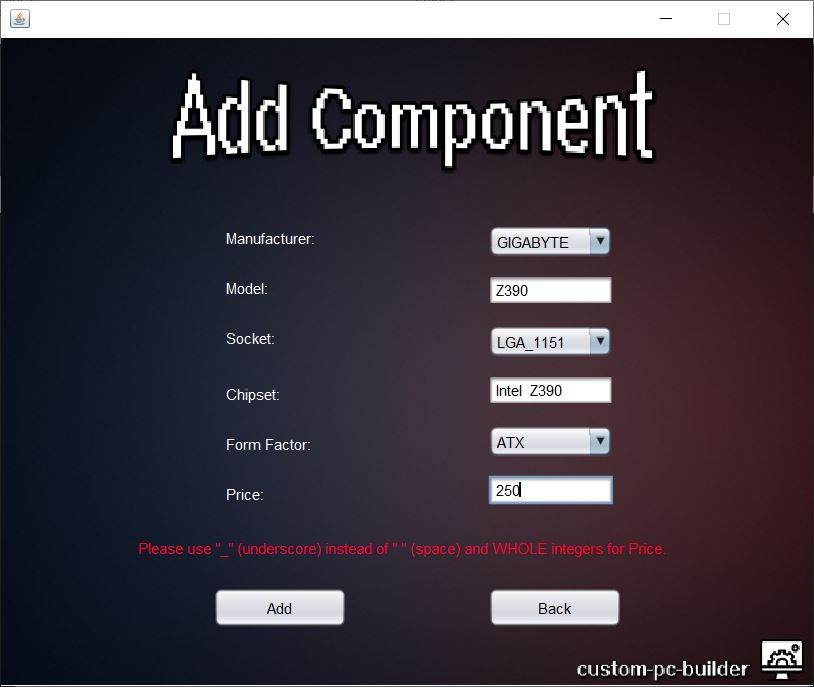 Add Component
Manufacturer: GIGABYTE
Model: Z390
Socket: LGA_1151
Chipset: Intel Z390
Form Factor: ATX
Price: 250
Please use "_" (underscore) instead of " " (space) and WHOLE integers for Price.
Add Back
custom-pc-builder